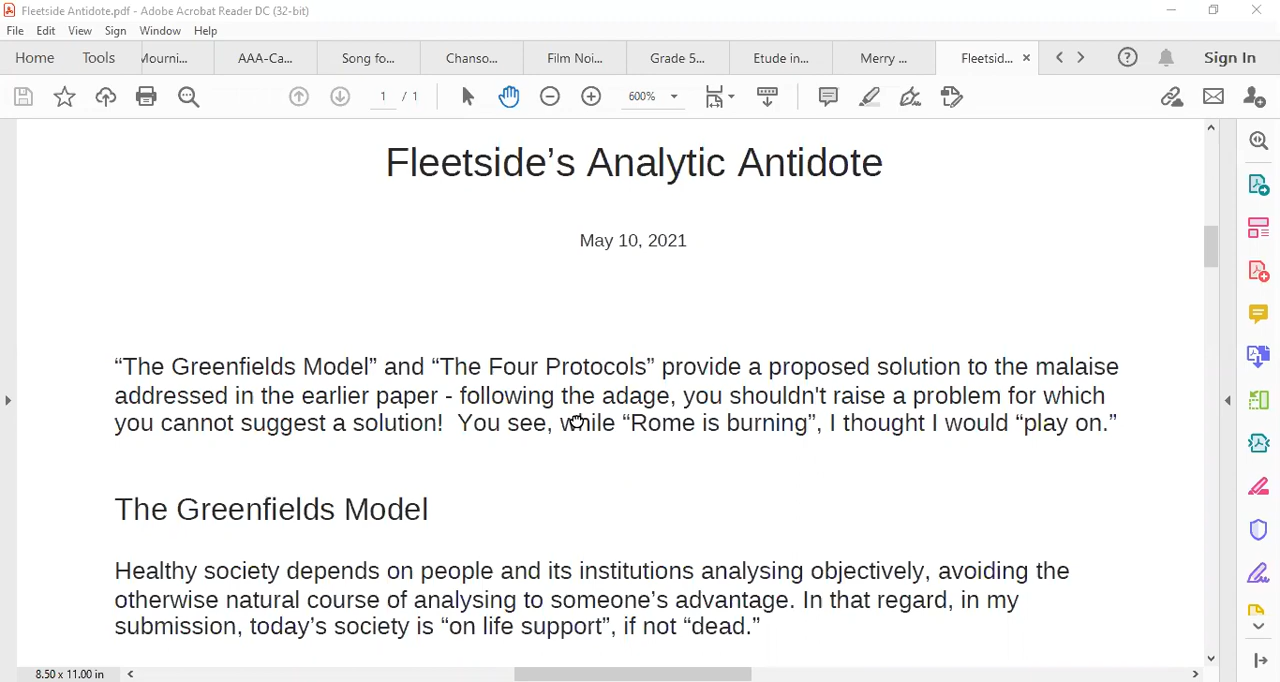 Fleetside Antidote.pdf - Adobe Acrobat Reader DC (32-bit)
File Edit View Window Sign Help
Home Tools Mourni... AAA-Ca... Song fo... Chanso... Film Noi... Grade 5... Etude in... Merry ... Fleetsid... × Sign In
1 / 1 600%
Fleetside’s Analytic Antidote
May 10, 2021
“The Greenfields Model” and “The Four Protocols” provide a proposed solution to the malaise
addressed in the earlier paper - following the adage, you shouldn't raise a problem for which
you cannot suggest a solution!  You see, while “Rome is burning”, I thought I would “play on.”
The Greenfields Model
Healthy society depends on people and its institutions analysing objectively, avoiding the
otherwise natural course of analysing to someone’s advantage. In that regard, in my
submission, today’s society is “on life support”, if not “dead.”
8.50 x 11.00 in